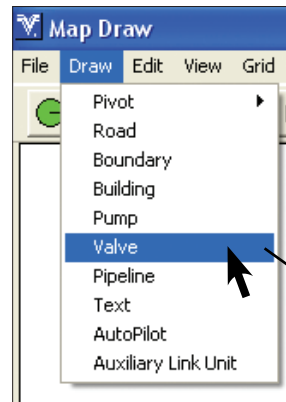 Map Draw
File Draw Edit View Grid
Pivot
Road
Boundary
Building
Pump
Valve
Pipeline
Text
AutoPilot
Auxiliary Link Unit